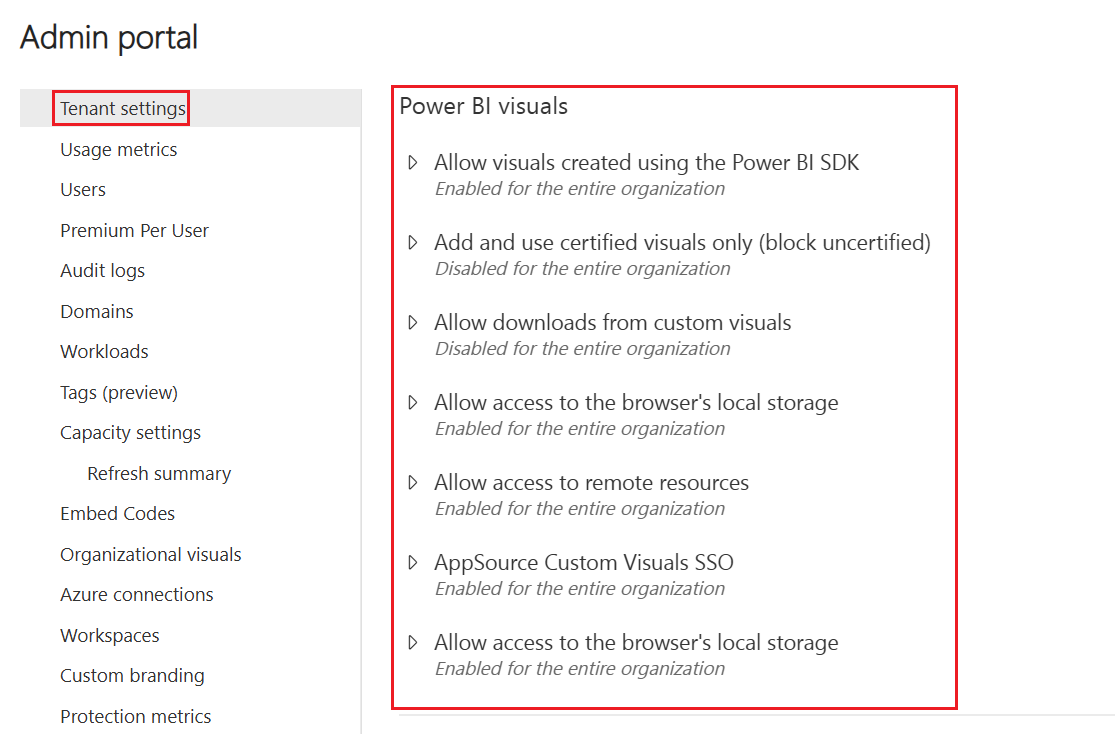 Admin portal
Tenant settings
Usage metrics
Users
Premium Per User
Audit logs
Domains
Workloads
Tags (preview)
Capacity settings
Refresh summary
Embed Codes
Organizational visuals
Azure connections
Workspaces
Custom branding
Protection metrics
Power BI visuals
Allow visuals created using the Power BI SDK
Enabled for the entire organization
Add and use certified visuals only (block uncertified)
Disabled for the entire organization
Allow downloads from custom visuals
Disabled for the entire organization
Allow access to the browser's local storage
Enabled for the entire organization
Allow access to remote resources
Enabled for the entire organization
AppSource Custom Visuals SSO
Enabled for the entire organization
Allow access to the browser's local storage
Enabled for the entire organization